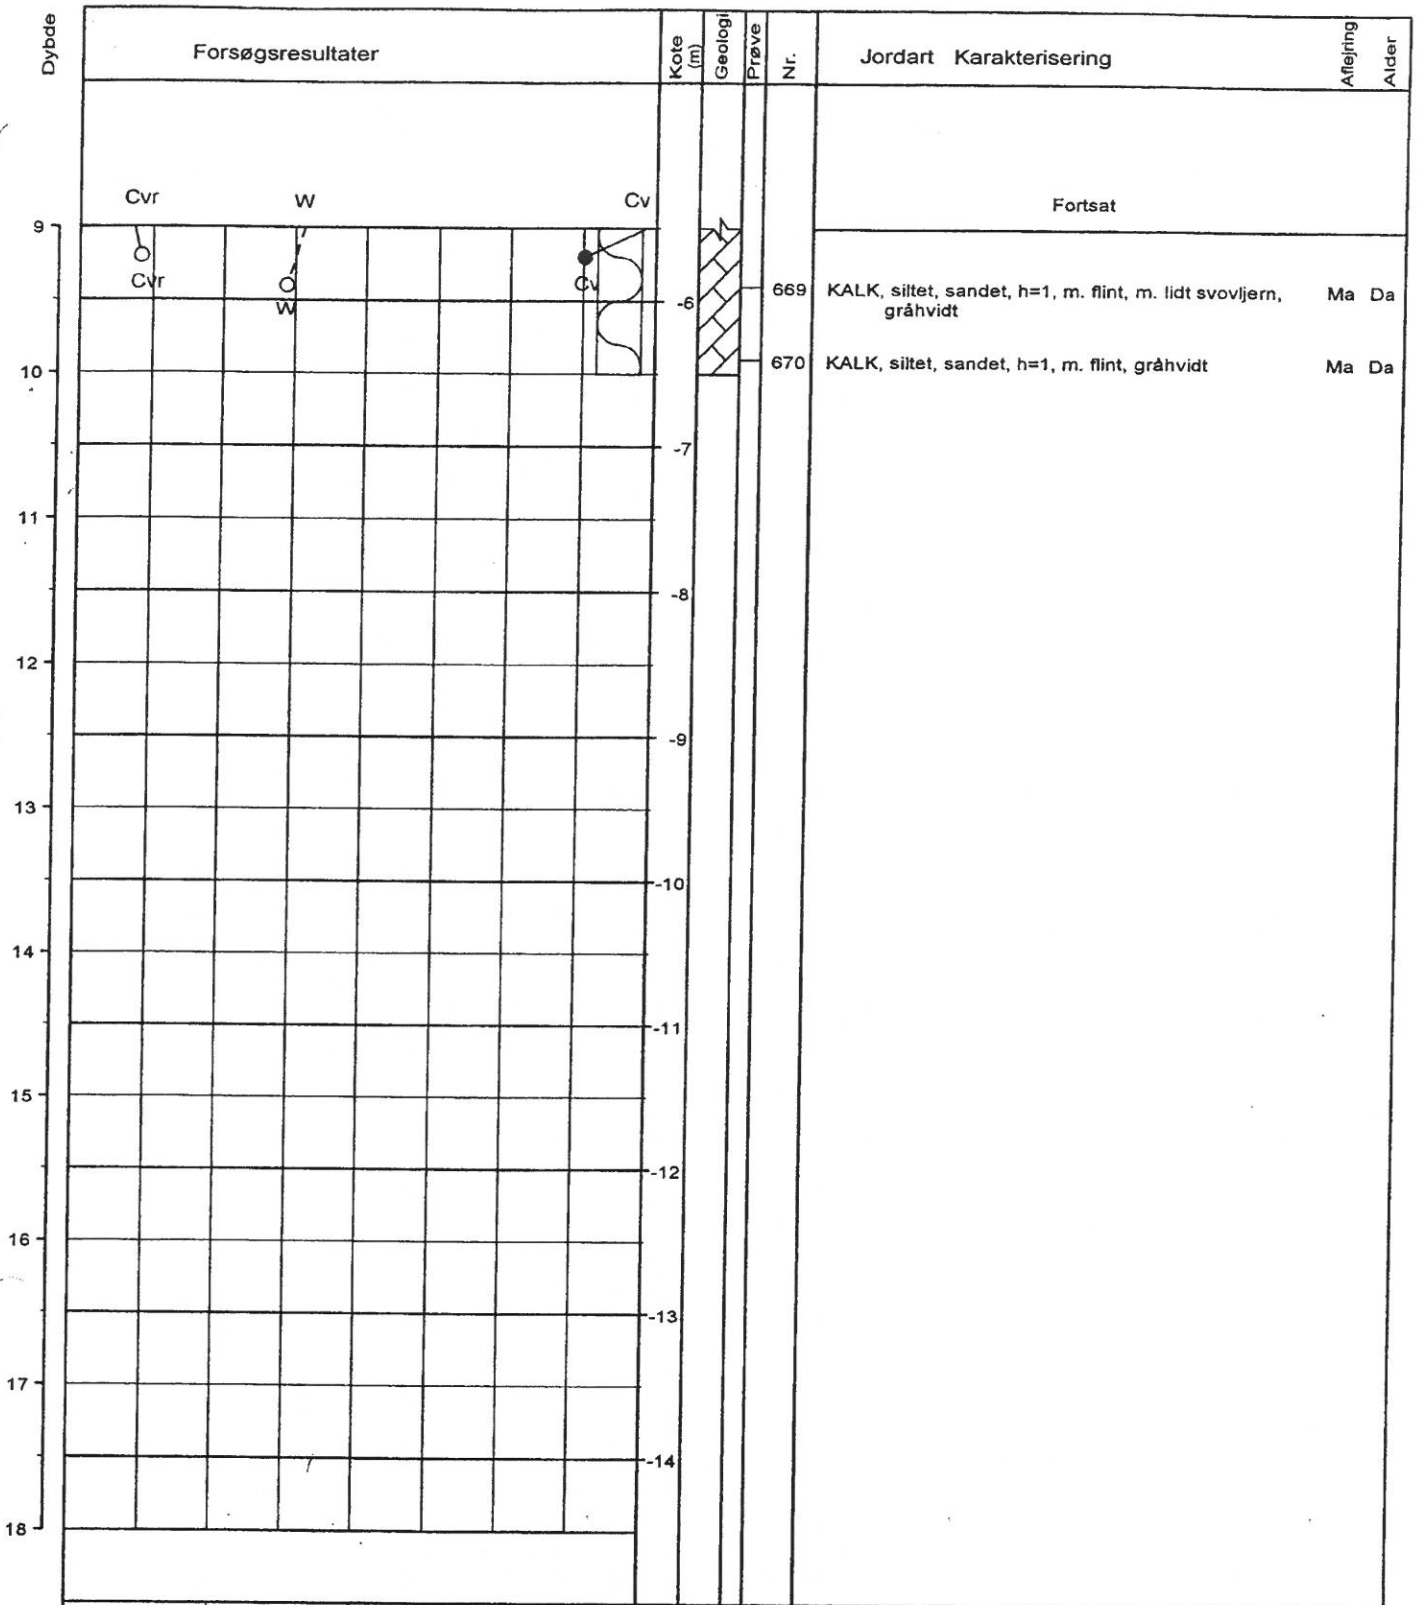 Dybde
Forsøgsresultater
Kote
(m)
Geologi
Prøve
Nr.
Jordart Karakterisering
Aflejring
Alder
Cvr
W
Cv
Fortsat
9
Cvr
W
Cv
-6
669
KALK, siltet, sandet, h=1, m. flint, m. lidt svovljern,
gråhvidt
Ma Da
10
670
KALK, siltet, sandet, h=1, m. flint, gråhvidt
Ma Da
-7
11
-8
12
-9
13
-10
14
-11
15
-12
16
-13
17
-14
18